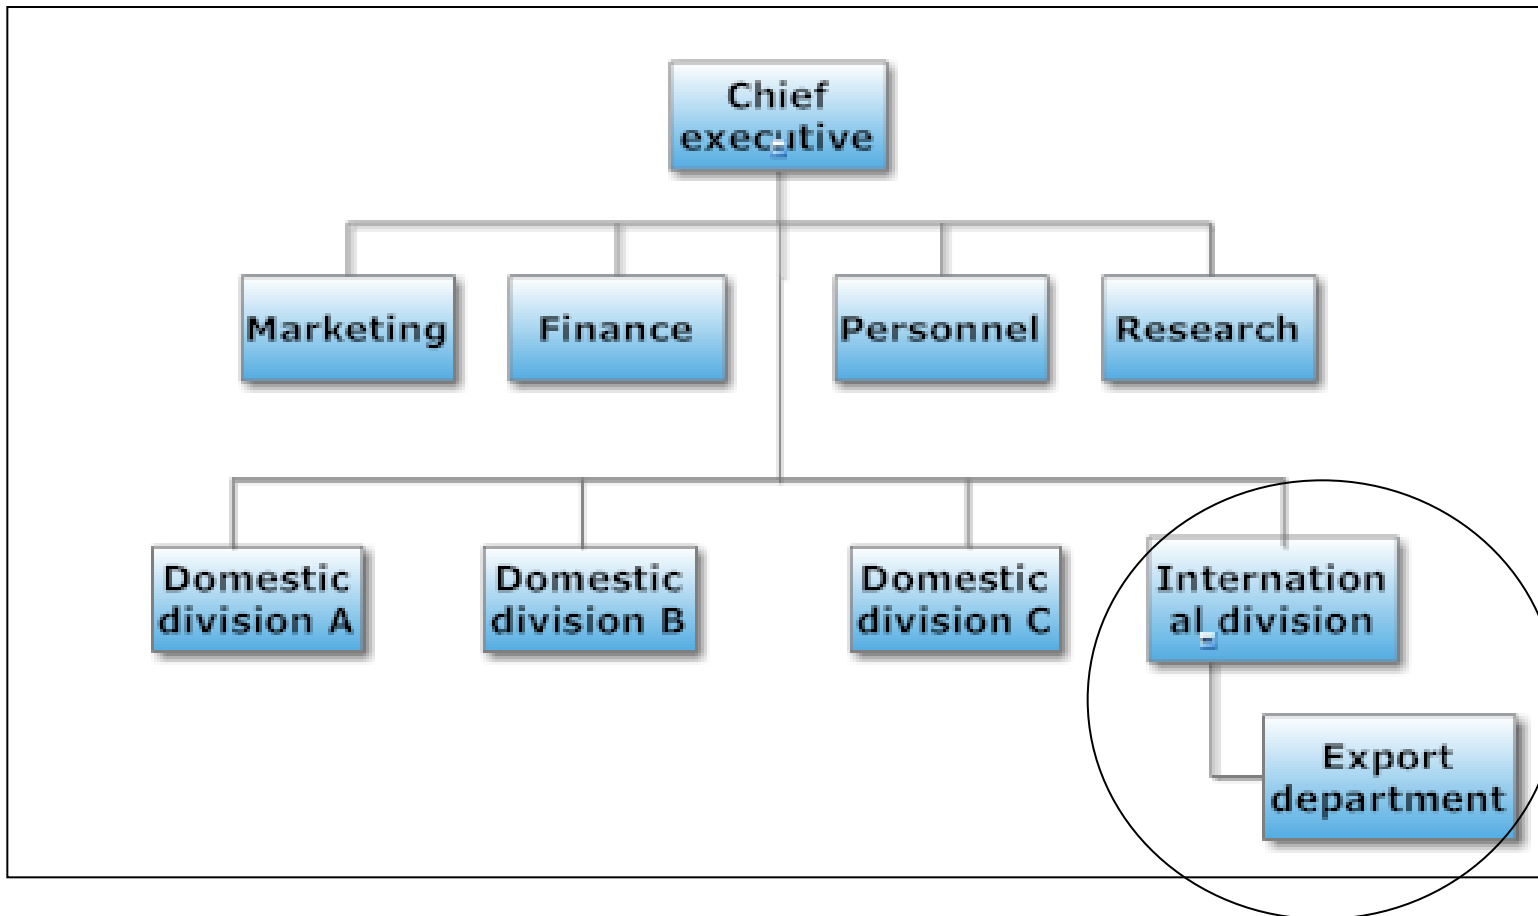 Chief
executive
Marketing
Finance
Personnel
Research
Domestic
division A
Domestic
division B
Domestic
division C
Internation
al division
Export
department